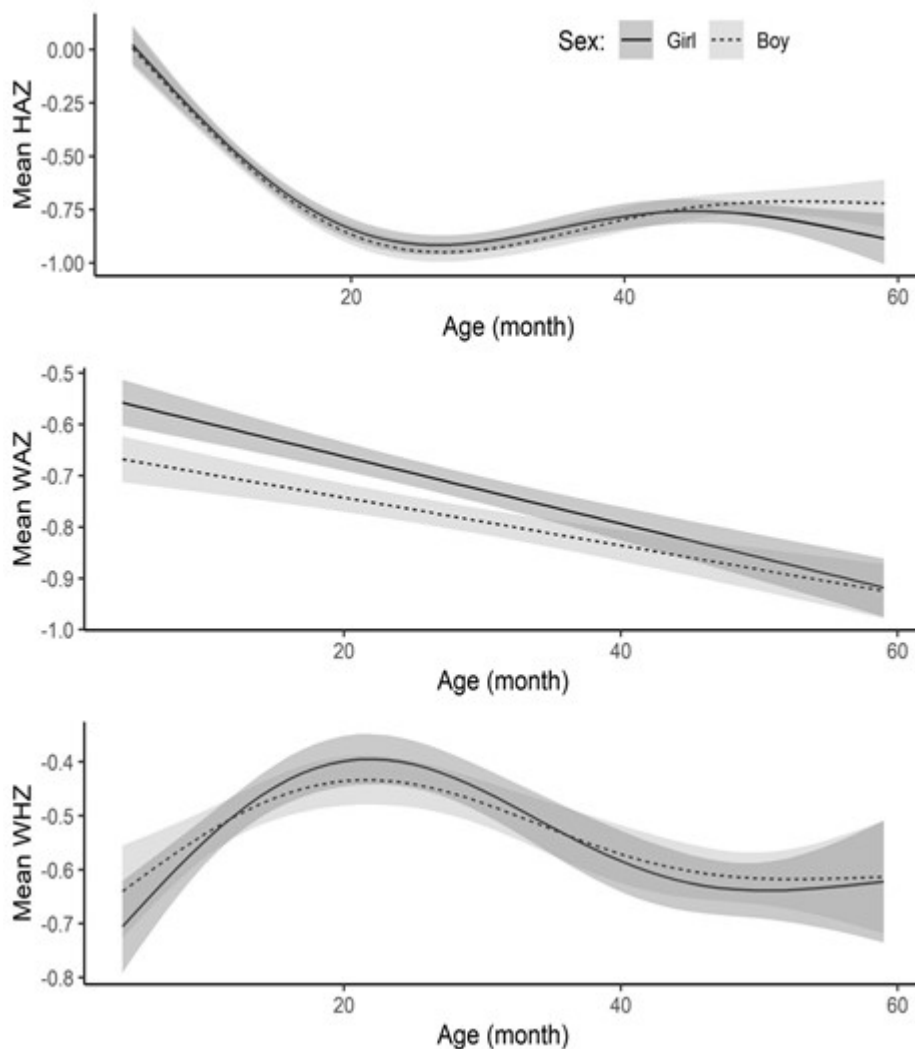 Sex: Girl Boy
Mean HAZ
0.00
-0.25
-0.50
-0.75
-1.00
20 40 60
Age (month)
Mean WAZ
-0.5
-0.6
-0.7
-0.8
-0.9
-1.0
20 40 60
Age (month)
Mean WHZ
-0.4
-0.5
-0.6
-0.7
-0.8
20 40 60
Age (month)